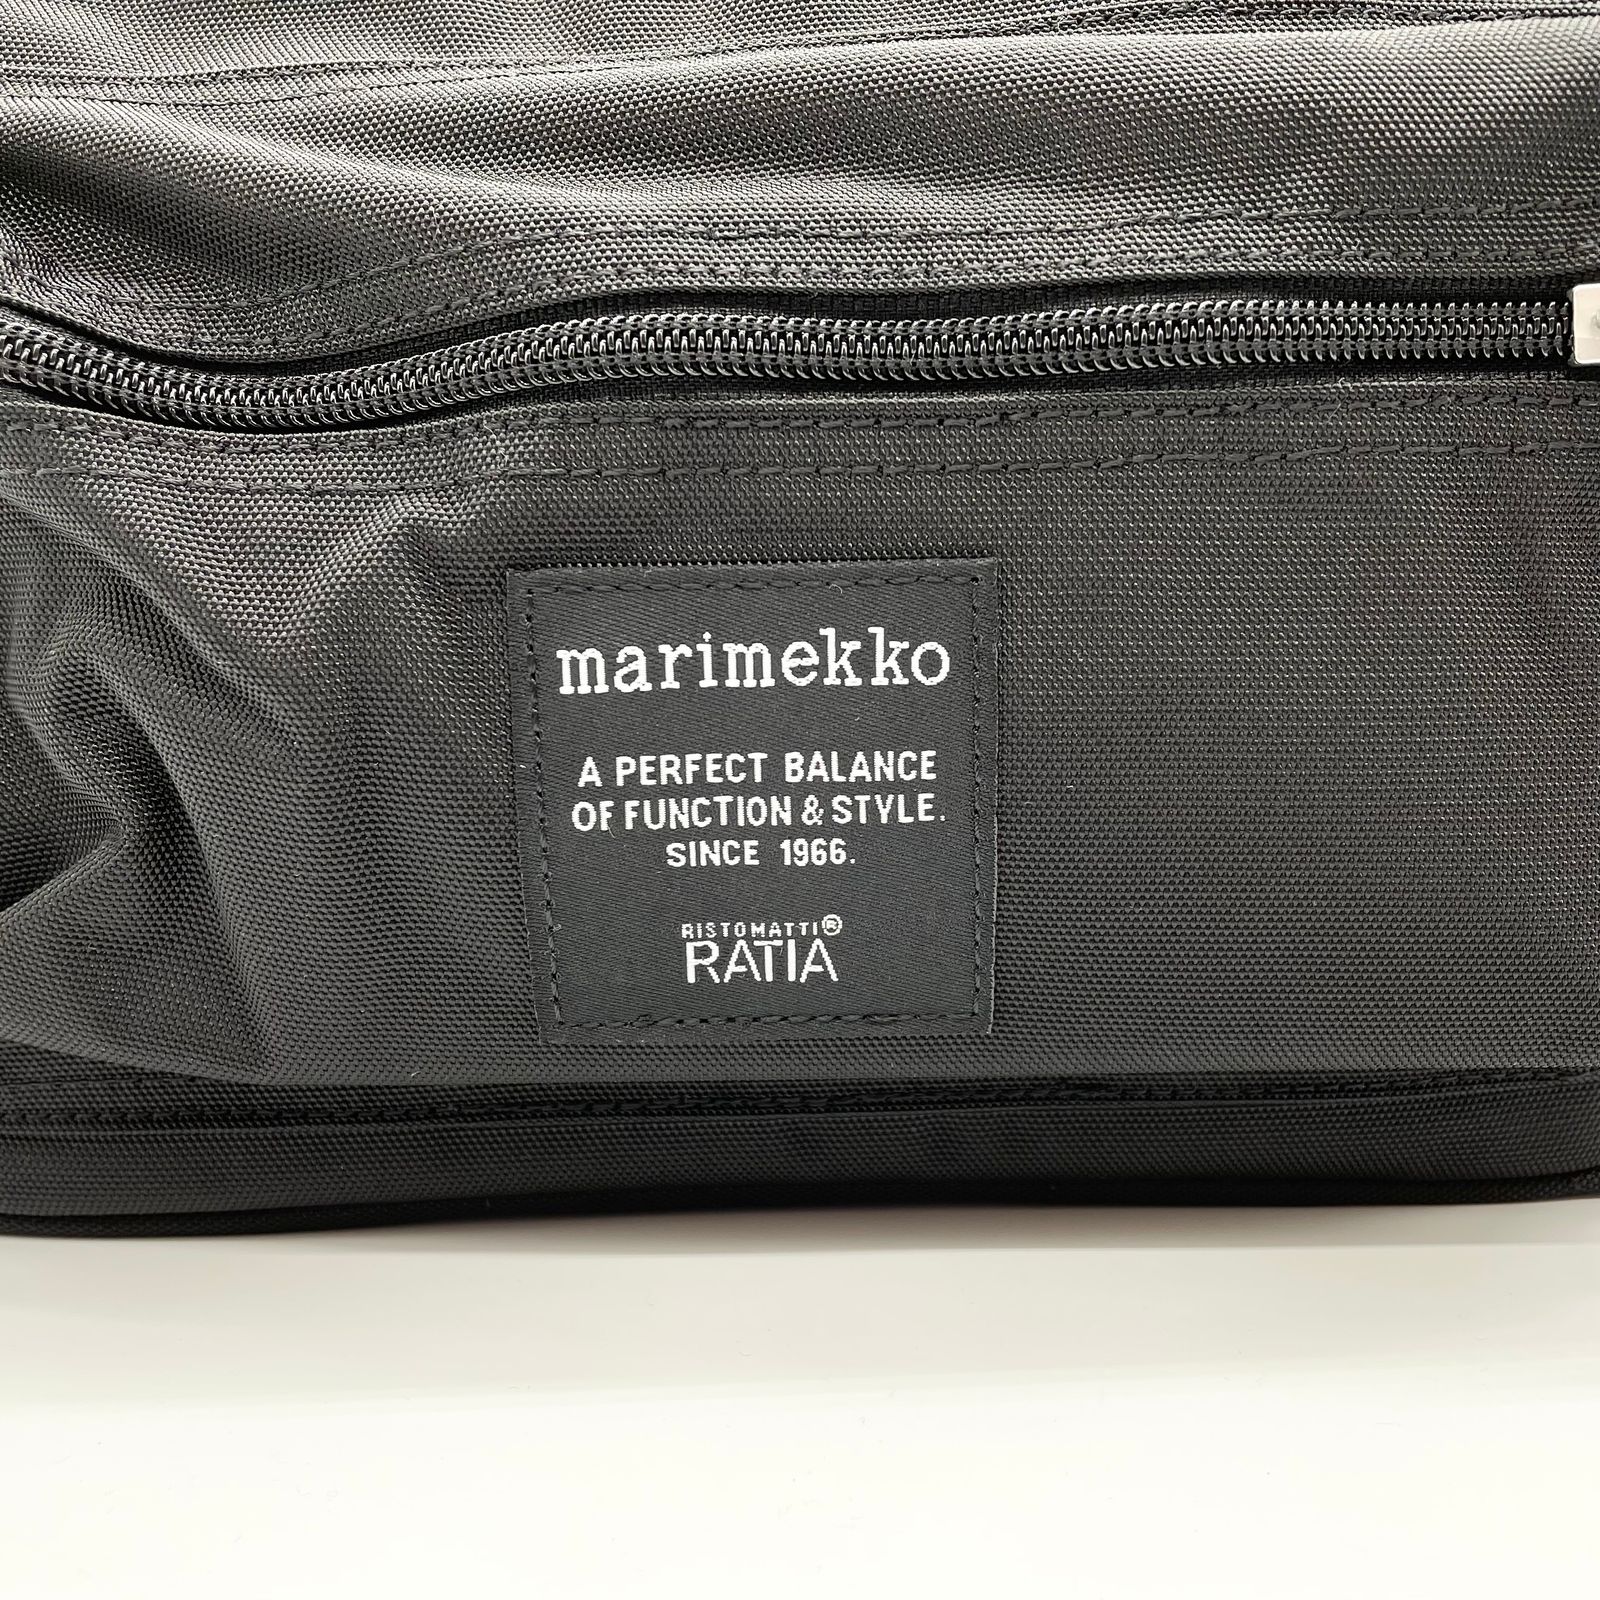 marimekko
A PERFECT BALANCE
OF FUNCTION & STYLE.
SINCE 1966.
RISTOMATTI®
RATIA